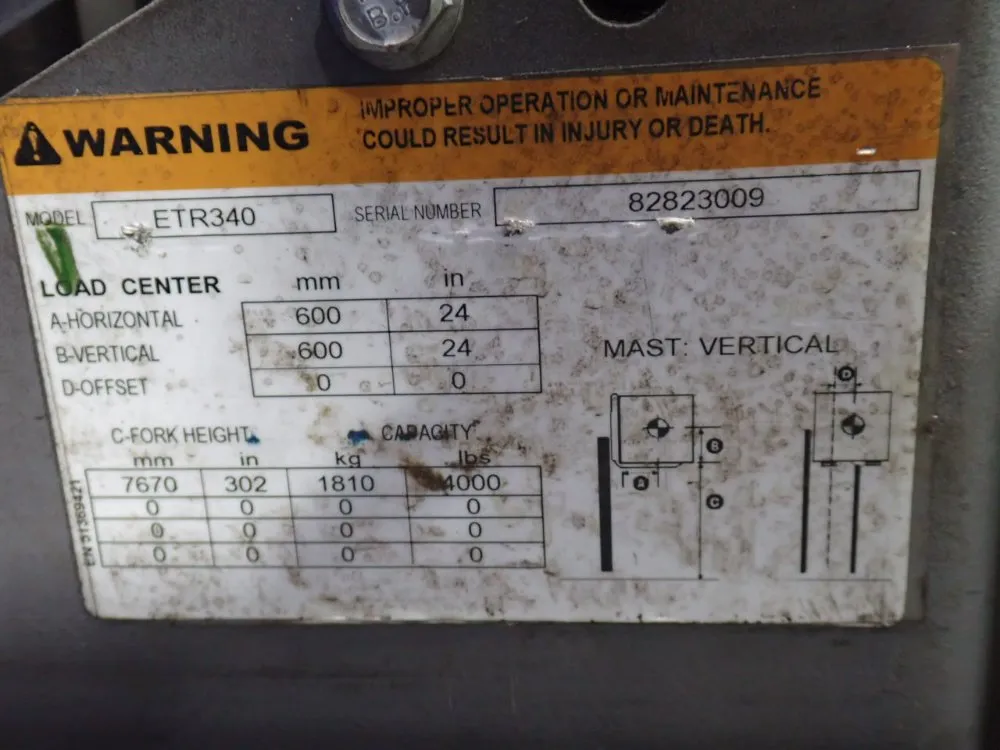 WARNING
IMPROPER OPERATION OR MAINTENANCE
COULD RESULT IN INJURY OR DEATH.
MODEL ETR340 SERIAL NUMBER 82823009
LOAD CENTER mm in
A-HORIZONTAL 600 24
B-VERTICAL 600 24
D-OFFSET 0 0
MAST: VERTICAL
C-FORK HEIGHT CAPACITY
mm in kg lbs
7670 302 1810 4000
0 0 0 0
0 0 0 0
0 0 0 0
D
B
A
C